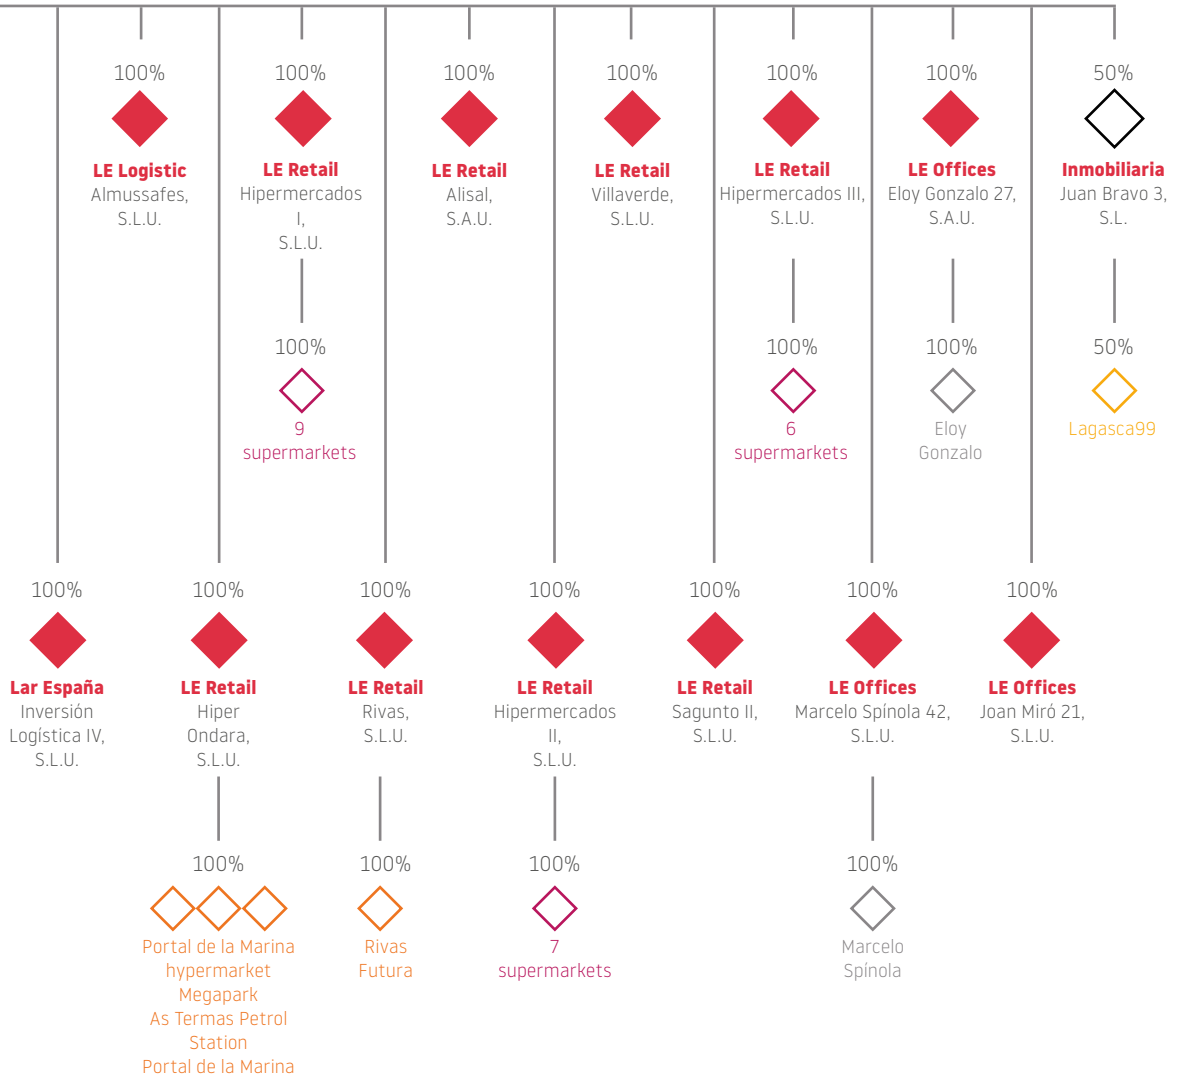 100%
LE Logistic
Almussafes,
S.L.U.
100%
LE Retail
Hipermercados
I,
S.L.U.
100%
9
supermarkets
100%
LE Retail
Alisal,
S.A.U.
100%
LE Retail
Villaverde,
S.L.U.
100%
LE Retail
Hipermercados III,
S.L.U.
100%
6
supermarkets
100%
LE Offices
Eloy Gonzalo 27,
S.A.U.
100%
Eloy
Gonzalo
50%
Inmobiliaria
Juan Bravo 3,
S.L.
50%
Lagasca99
100%
Lar España
Inversión
Logística IV,
S.L.U.
100%
LE Retail
Hiper
Ondara,
S.L.U.
100%
Portal de la Marina
hypermarket
Megapark
As Termas Petrol
Station
Portal de la Marina
100%
LE Retail
Rivas,
S.L.U.
100%
Rivas
Futura
100%
LE Retail
Hipermercados
II,
S.L.U.
100%
7
supermarkets
100%
LE Retail
Sagunto II,
S.L.U.
100%
LE Offices
Marcelo Spínola 42,
S.L.U.
100%
Marcelo
Spínola
100%
LE Offices
Joan Miró 21,
S.L.U.